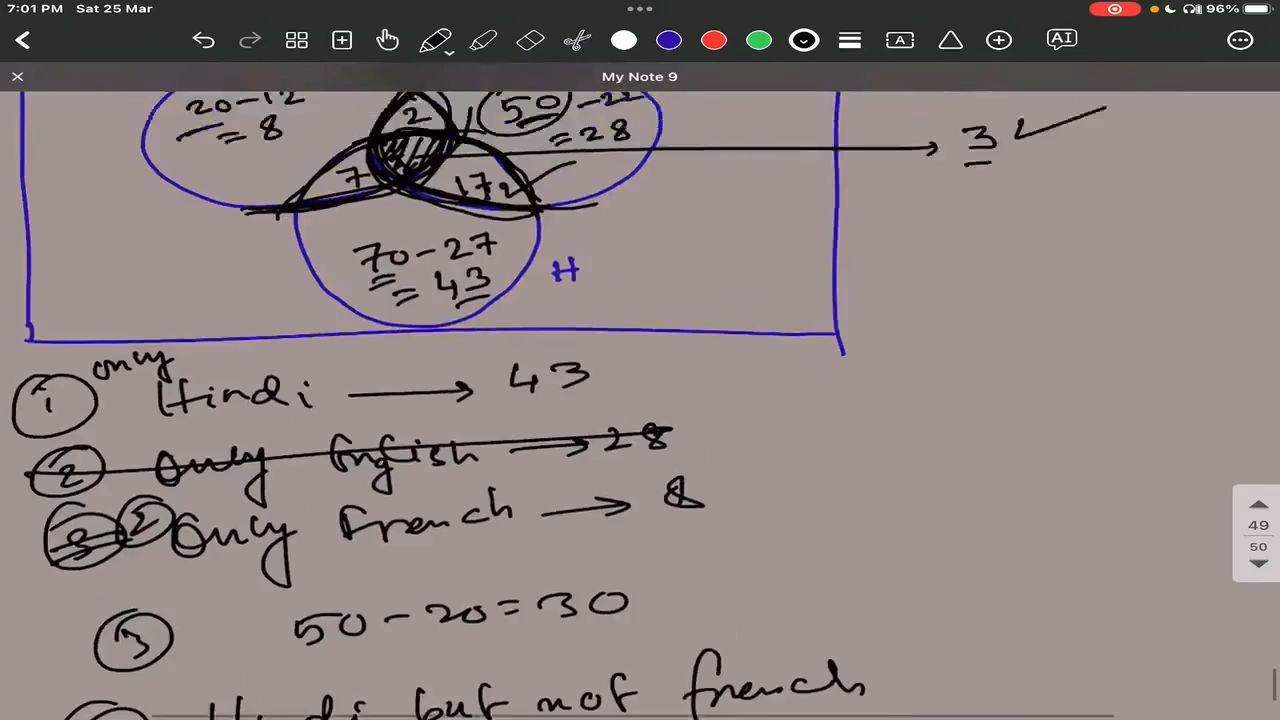 7:01 PM Sat 25 Mar
96%
A
AI
My Note 9
20-12
= 8
2
50 -22
= 28
3
7
17
70-27
= 43
H
49
50
1 only Hindi → 43
2 Only English → 28
3 2 Only French → 8
3 50-20=30
Hindi but not french